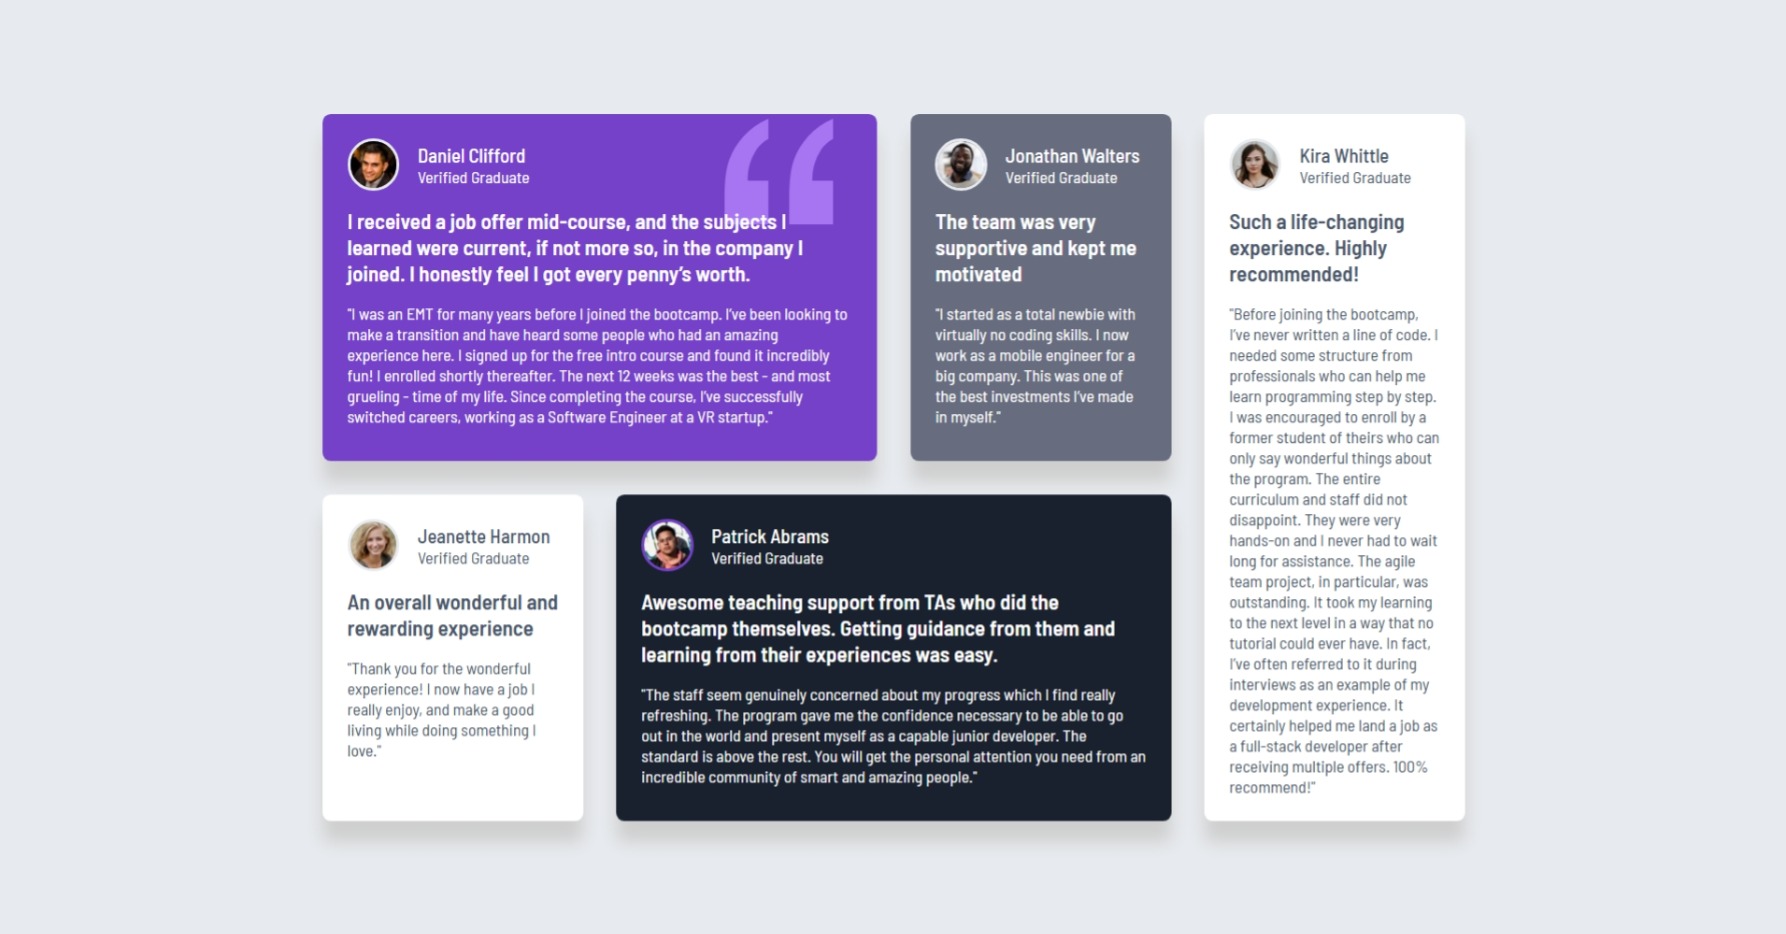 Daniel Clifford
Verified Graduate
I received a job offer mid-course, and the subjects I
learned were current, if not more so, in the company I
joined. I honestly feel I got every penny’s worth.
"I was an EMT for many years before I joined the bootcamp. I’ve been looking to
make a transition and have heard some people who had an amazing
experience here. I signed up for the free intro course and found it incredibly
fun! I enrolled shortly thereafter. The next 12 weeks was the best - and most
grueling - time of my life. Since completing the course, I’ve successfully
switched careers, working as a Software Engineer at a VR startup."
Jonathan Walters
Verified Graduate
The team was very
supportive and kept me
motivated
"I started as a total newbie with
virtually no coding skills. I now
work as a mobile engineer for a
big company. This was one of
the best investments I’ve made
in myself."
Kira Whittle
Verified Graduate
Such a life-changing
experience. Highly
recommended!
"Before joining the bootcamp,
I’ve never written a line of code. I
needed some structure from
professionals who can help me
learn programming step by step.
I was encouraged to enroll by a
former student of theirs who can
only say wonderful things about
the program. The entire
curriculum and staff did not
disappoint. They were very
hands-on and I never had to wait
long for assistance. The agile
team project, in particular, was
outstanding. It took my learning
to the next level in a way that no
tutorial could ever have. In fact,
I’ve often referred to it during
interviews as an example of my
development experience. It
certainly helped me land a job as
a full-stack developer after
receiving multiple offers. 100%
recommend!"
Jeanette Harmon
Verified Graduate
An overall wonderful and
rewarding experience
"Thank you for the wonderful
experience! I now have a job I
really enjoy, and make a good
living while doing something I
love."
Patrick Abrams
Verified Graduate
Awesome teaching support from TAs who did the
bootcamp themselves. Getting guidance from them and
learning from their experiences was easy.
"The staff seem genuinely concerned about my progress which I find really
refreshing. The program gave me the confidence necessary to be able to go
out in the world and present myself as a capable junior developer. The
standard is above the rest. You will get the personal attention you need from an
incredible community of smart and amazing people."